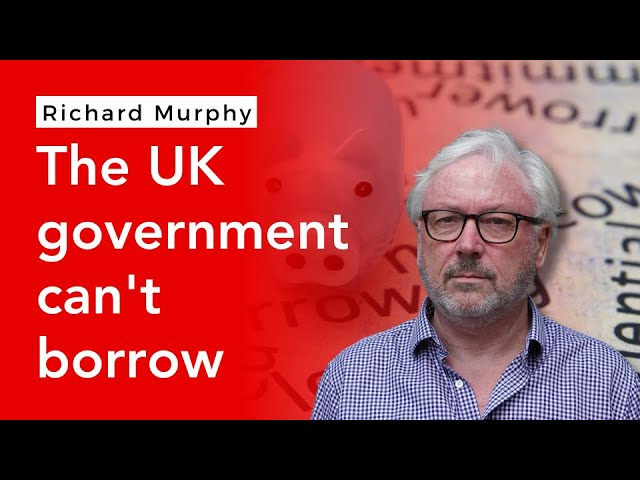 Richard Murphy
The UK
government
can't
borrow